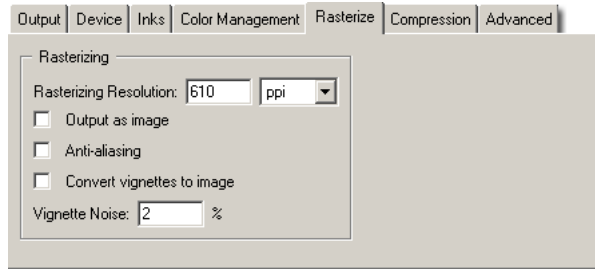 Output Device Inks Color Management Rasterize Compression Advanced
Rasterizing
Rasterizing Resolution: 610 ppi
Output as image
Anti-aliasing
Convert vignettes to image
Vignette Noise: 2 %